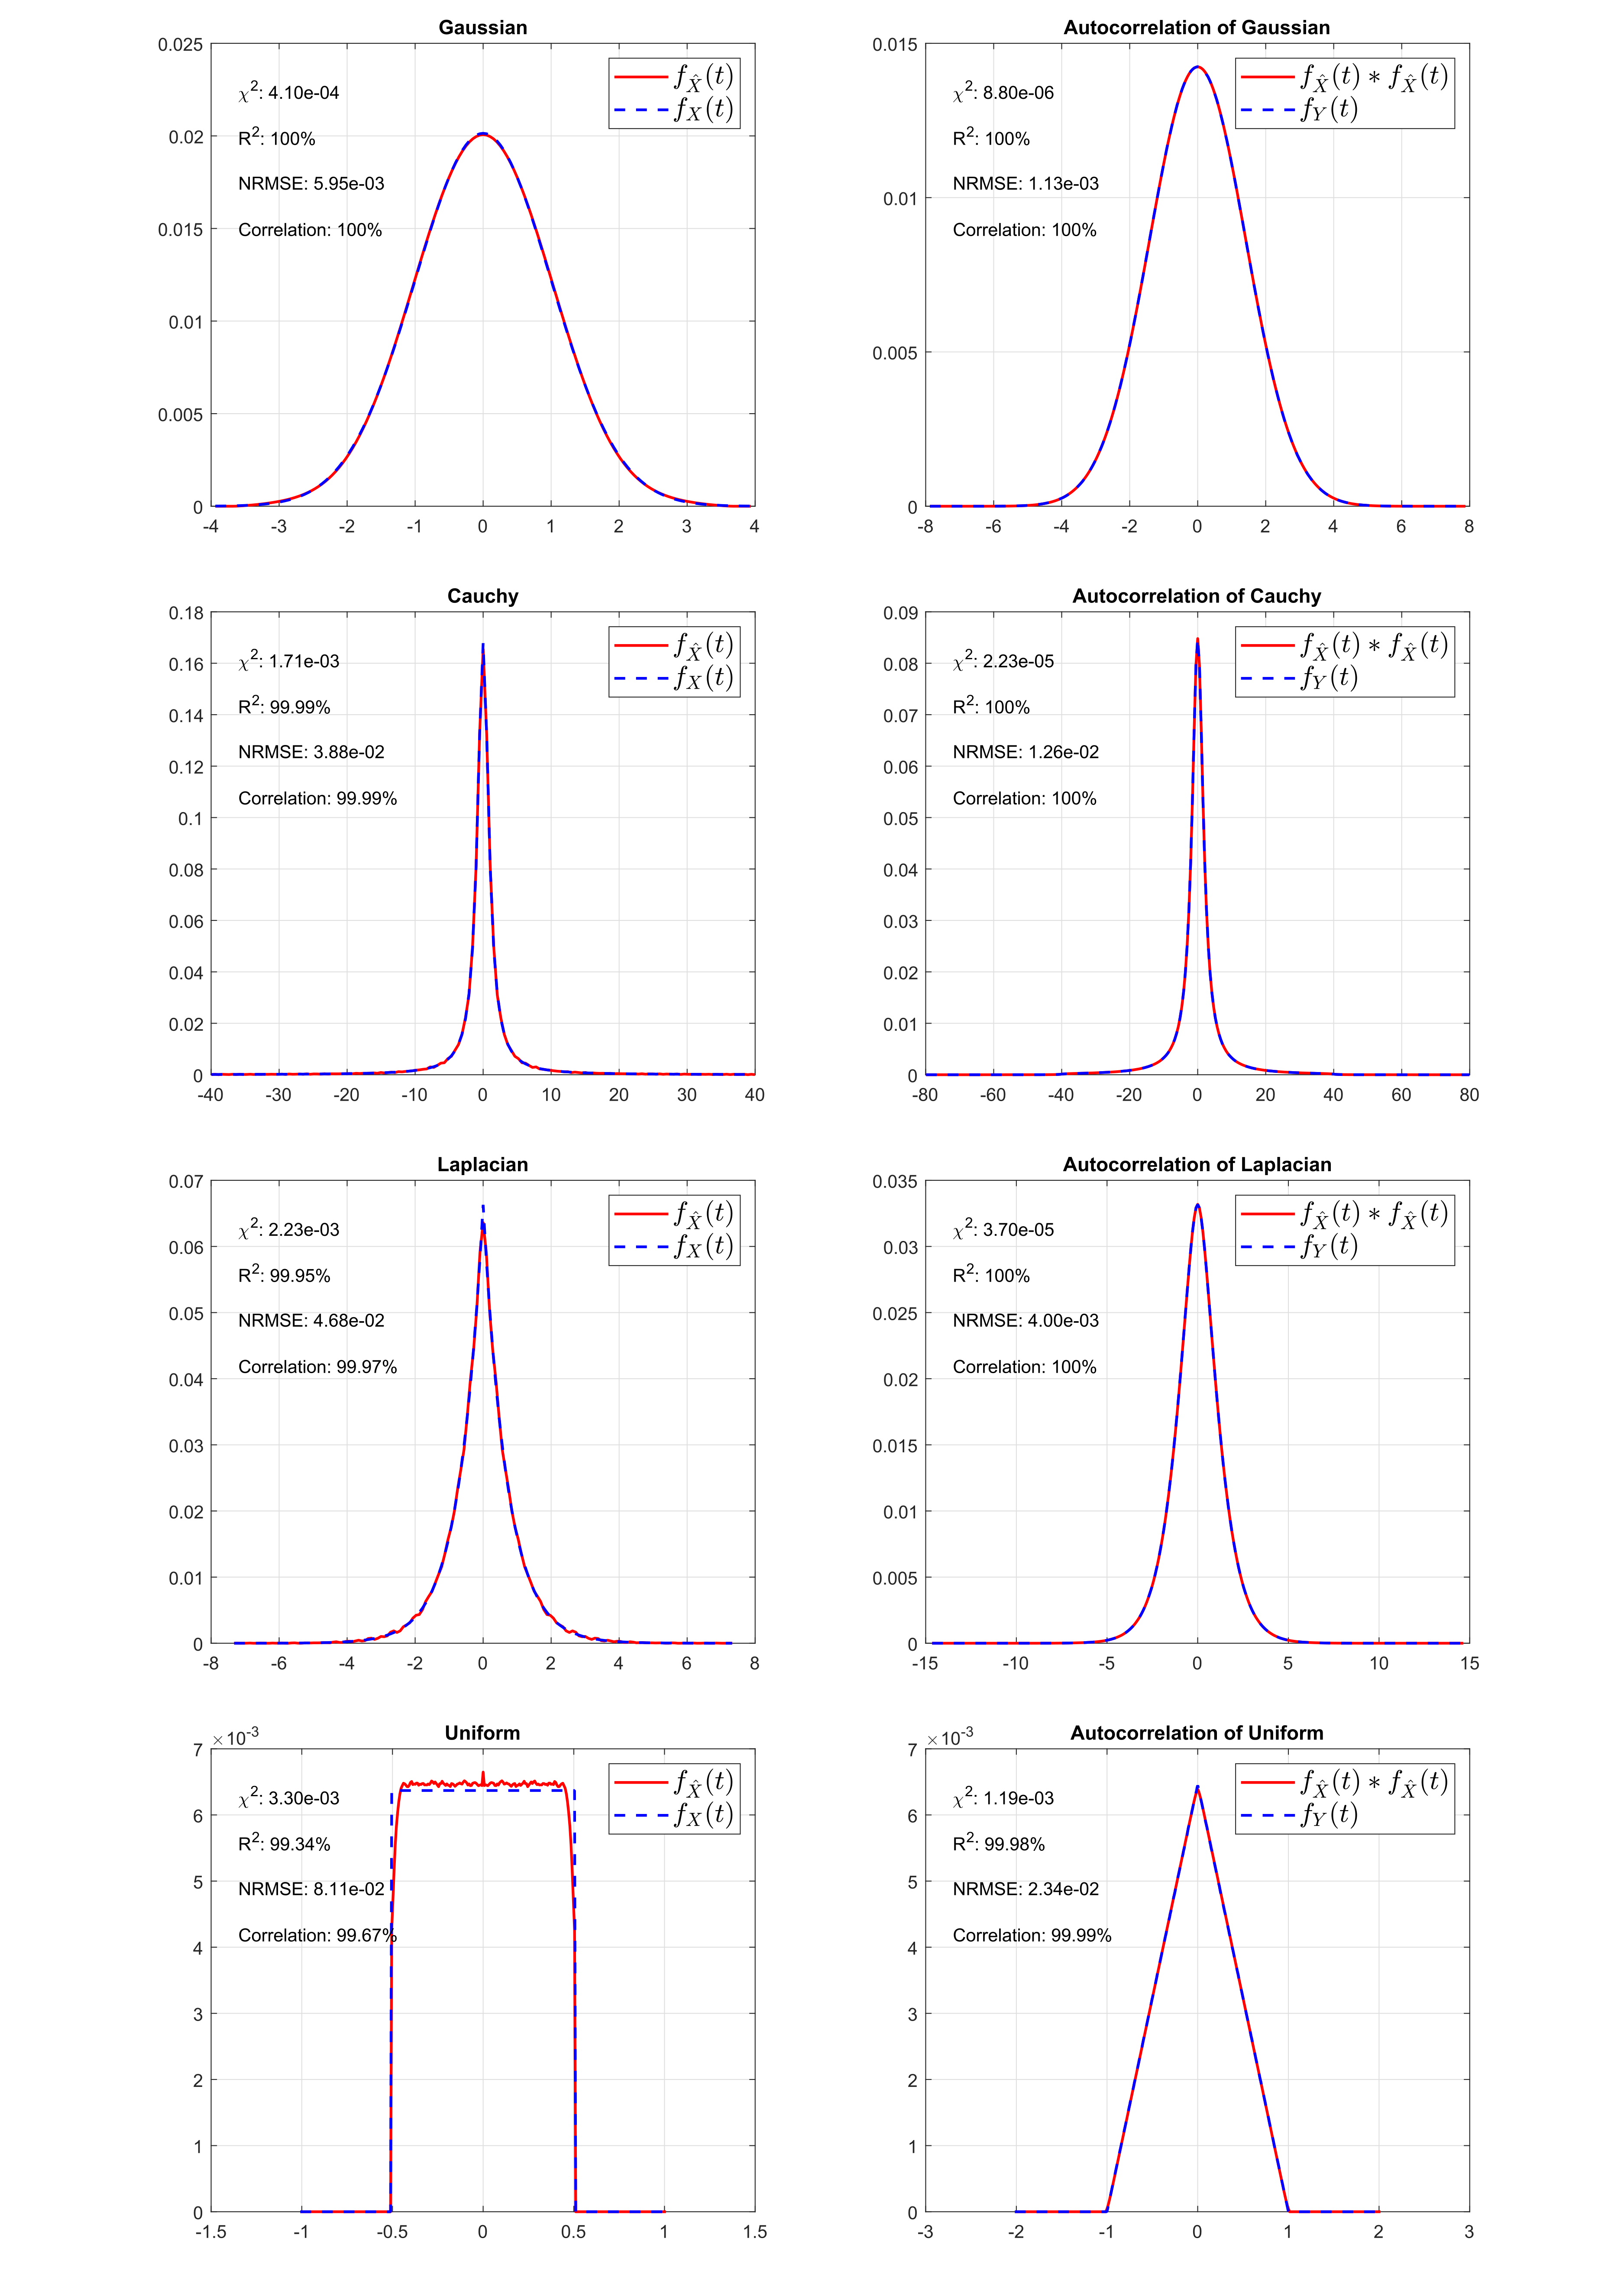 Gaussian
0.025
0.02
0.015
0.01
0.005
0
-4 -3 -2 -1 0 1 2 3 4
χ²: 4.10e-04
R²: 100%
NRMSE: 5.95e-03
Correlation: 100%
f_X̂(t)
f_X(t)
Autocorrelation of Gaussian
0.015
0.01
0.005
0
-8 -6 -4 -2 0 2 4 6 8
χ²: 8.80e-06
R²: 100%
NRMSE: 1.13e-03
Correlation: 100%
f_X̂(t) ∗ f_X̂(t)
f_Y(t)
Cauchy
0.18
0.16
0.14
0.12
0.1
0.08
0.06
0.04
0.02
0
-40 -30 -20 -10 0 10 20 30 40
χ²: 1.71e-03
R²: 99.99%
NRMSE: 3.88e-02
Correlation: 99.99%
f_X̂(t)
f_X(t)
Autocorrelation of Cauchy
0.09
0.08
0.07
0.06
0.05
0.04
0.03
0.02
0.01
0
-80 -60 -40 -20 0 20 40 60 80
χ²: 2.23e-05
R²: 100%
NRMSE: 1.26e-02
Correlation: 100%
f_X̂(t) ∗ f_X̂(t)
f_Y(t)
Laplacian
0.07
0.06
0.05
0.04
0.03
0.02
0.01
0
-8 -6 -4 -2 0 2 4 6 8
χ²: 2.23e-03
R²: 99.95%
NRMSE: 4.68e-02
Correlation: 99.97%
f_X̂(t)
f_X(t)
Autocorrelation of Laplacian
0.035
0.03
0.025
0.02
0.015
0.01
0.005
0
-15 -10 -5 0 5 10 15
χ²: 3.70e-05
R²: 100%
NRMSE: 4.00e-03
Correlation: 100%
f_X̂(t) ∗ f_X̂(t)
f_Y(t)
Uniform
×10⁻³
7
6
5
4
3
2
1
0
-1.5 -1 -0.5 0 0.5 1 1.5
χ²: 3.30e-03
R²: 99.34%
NRMSE: 8.11e-02
Correlation: 99.67%
f_X̂(t)
f_X(t)
Autocorrelation of Uniform
×10⁻³
7
6
5
4
3
2
1
0
-3 -2 -1 0 1 2 3
χ²: 1.19e-03
R²: 99.98%
NRMSE: 2.34e-02
Correlation: 99.99%
f_X̂(t) ∗ f_X̂(t)
f_Y(t)